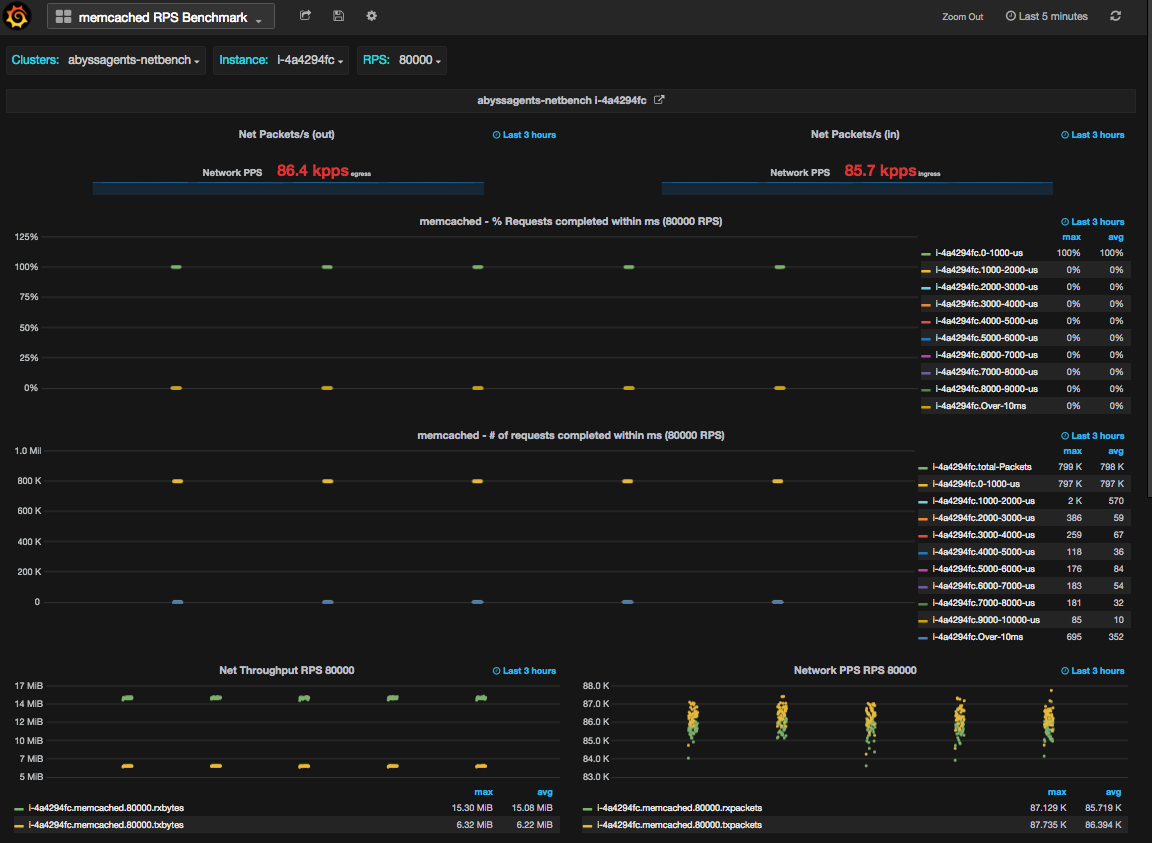 memcached RPS Benchmark
Zoom Out
Last 5 minutes
Clusters: abyssagents-netbench
Instance: i-4a4294fc
RPS: 80000
abyssagents-netbench i-4a4294fc
Net Packets/s (out)
Last 3 hours
Network PPS 86.4 kpps egress
Net Packets/s (in)
Last 3 hours
Network PPS 85.7 kpps ingress
memcached - % Requests completed within ms (80000 RPS)
Last 3 hours
125%
100%
75%
50%
25%
0%
max avg
i-4a4294fc.0-1000-us 100% 100%
i-4a4294fc.1000-2000-us 0% 0%
i-4a4294fc.2000-3000-us 0% 0%
i-4a4294fc.3000-4000-us 0% 0%
i-4a4294fc.4000-5000-us 0% 0%
i-4a4294fc.5000-6000-us 0% 0%
i-4a4294fc.6000-7000-us 0% 0%
i-4a4294fc.7000-8000-us 0% 0%
i-4a4294fc.8000-9000-us 0% 0%
i-4a4294fc.Over-10ms 0% 0%
memcached - # of requests completed within ms (80000 RPS)
Last 3 hours
1.0 Mil
800 K
600 K
400 K
200 K
0
max avg
i-4a4294fc.total-Packets 799 K 798 K
i-4a4294fc.0-1000-us 797 K 797 K
i-4a4294fc.1000-2000-us 2 K 570
i-4a4294fc.2000-3000-us 386 59
i-4a4294fc.3000-4000-us 259 67
i-4a4294fc.4000-5000-us 118 36
i-4a4294fc.5000-6000-us 176 84
i-4a4294fc.6000-7000-us 183 54
i-4a4294fc.7000-8000-us 181 32
i-4a4294fc.9000-10000-us 85 10
i-4a4294fc.Over-10ms 695 352
Net Throughput RPS 80000
Last 3 hours
17 MiB
14 MiB
12 MiB
10 MiB
7 MiB
5 MiB
max avg
i-4a4294fc.memcached.80000.rxbytes 15.30 MiB 15.08 MiB
i-4a4294fc.memcached.80000.txbytes 6.32 MiB 6.22 MiB
Network PPS RPS 80000
Last 3 hours
88.0 K
87.0 K
86.0 K
85.0 K
84.0 K
83.0 K
max avg
i-4a4294fc.memcached.80000.rxpackets 87.129 K 85.719 K
i-4a4294fc.memcached.80000.txpackets 87.735 K 86.394 K